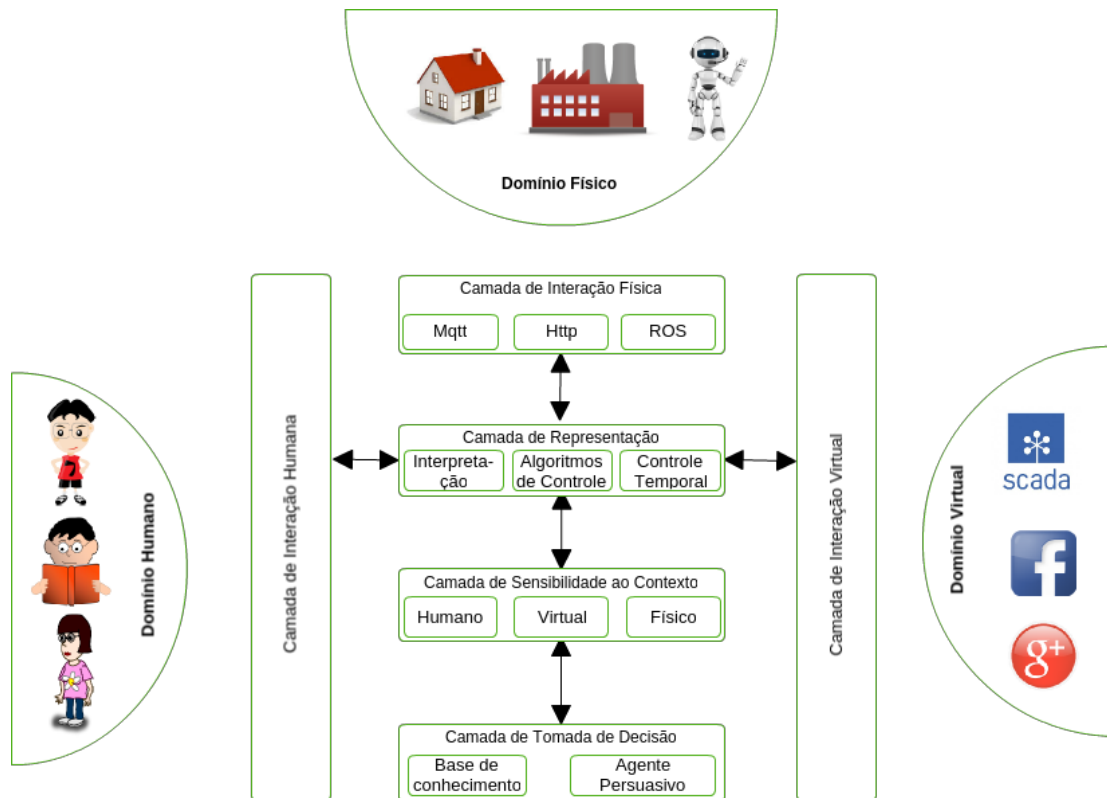 Domínio Físico
Camada de Interação Física
Mqtt
Http
ROS
Camada de Representação
Interpreta-
ção
Algoritmos
de Controle
Controle
Temporal
Camada de Sensibilidade ao Contexto
Humano
Virtual
Físico
Camada de Tomada de Decisão
Base de
conhecimento
Agente
Persuasivo
Camada de Interação Humana
Domínio Humano
Camada de Interação Virtual
Domínio Virtual
scada
f
g+